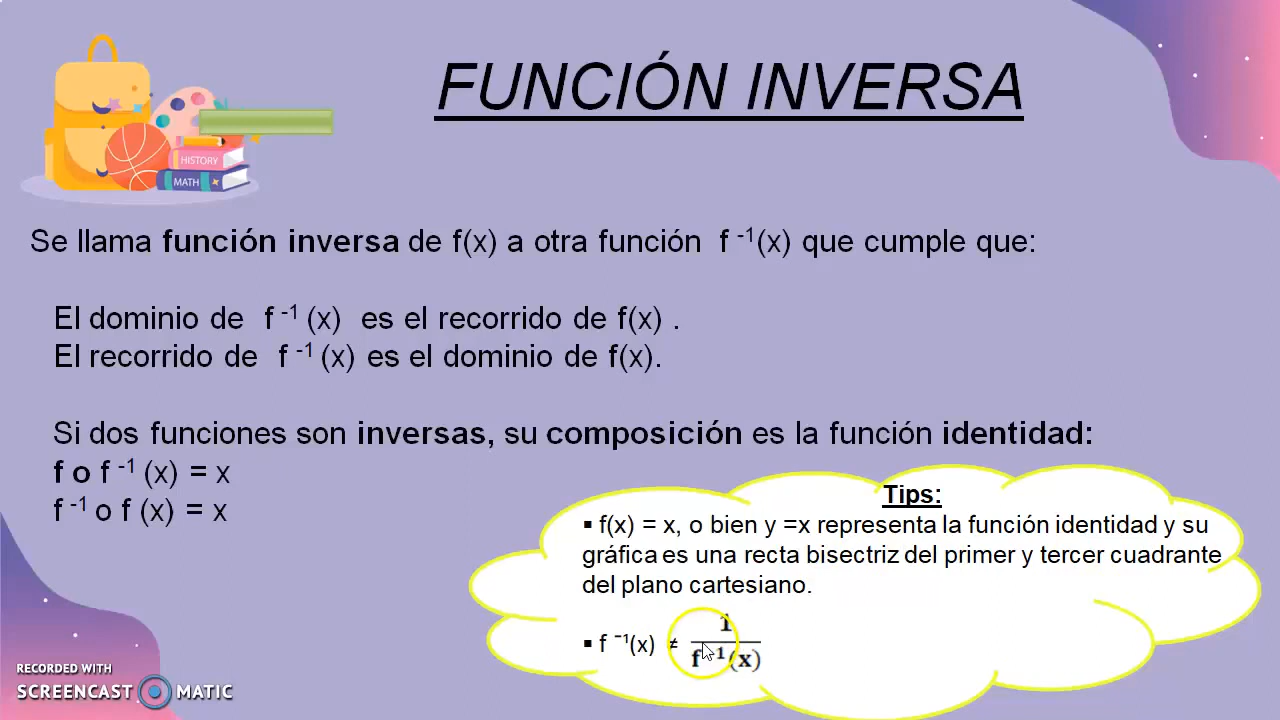 FUNCIÓN INVERSA
HISTORY
MATH
Se llama función inversa de f(x) a otra función f ⁻¹(x) que cumple que:
El dominio de f ⁻¹ (x) es el recorrido de f(x) .
El recorrido de f ⁻¹ (x) es el dominio de f(x).
Si dos funciones son inversas, su composición es la función identidad:
f o f ⁻¹ (x) = x
f ⁻¹ o f (x) = x
Tips:
▪ f(x) = x, o bien y =x representa la función identidad y su
gráfica es una recta bisectriz del primer y tercer cuadrante
del plano cartesiano.
▪ f ⁻¹(x) ≠ 1/f⁻¹(x)
RECORDED WITH
SCREENCAST MATIC